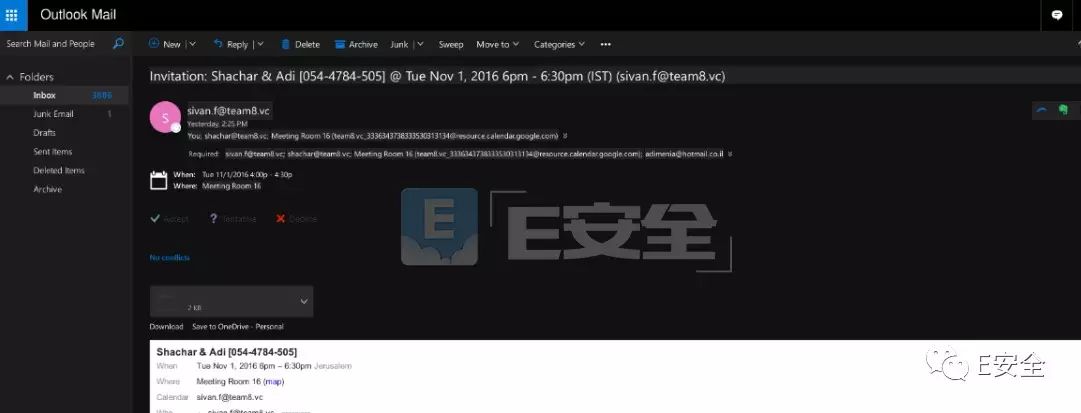 Outlook Mail
Search Mail and People
New
Reply
Delete
Archive
Junk
Sweep
Move to
Categories
Folders
Inbox 3886
Junk Email 1
Drafts
Sent Items
Deleted Items
Archive
Invitation: Shachar & Adi [054-4784-505] @ Tue Nov 1, 2016 6pm - 6:30pm (IST) (sivan.f@team8.vc)
S
sivan.f@team8.vc
Yesterday, 2:25 PM
You; shachar@team8.vc; Meeting Room 16 (team8.vc_3336343738333530313134@resource.calendar.google.com)
Required: sivan.f@team8.vc; shachar@team8.vc; Meeting Room 16 (team8.vc_3336343738333530313134@resource.calendar.google.com); adimenia@hotmail.co.il
When: Tue 11/1/2016 4:00p - 4:30p
Where: Meeting Room 16
Accept
? Tentative
Decline
E
E安全
No conflicts
2 KB
Download Save to OneDrive - Personal
Shachar & Adi [054-4784-505]
When Tue Nov 1, 2016 6pm – 6:30pm Jerusalem
Where Meeting Room 16 (map)
Calendar sivan.f@team8.vc
Who sivan.f@team8.vc
E安全